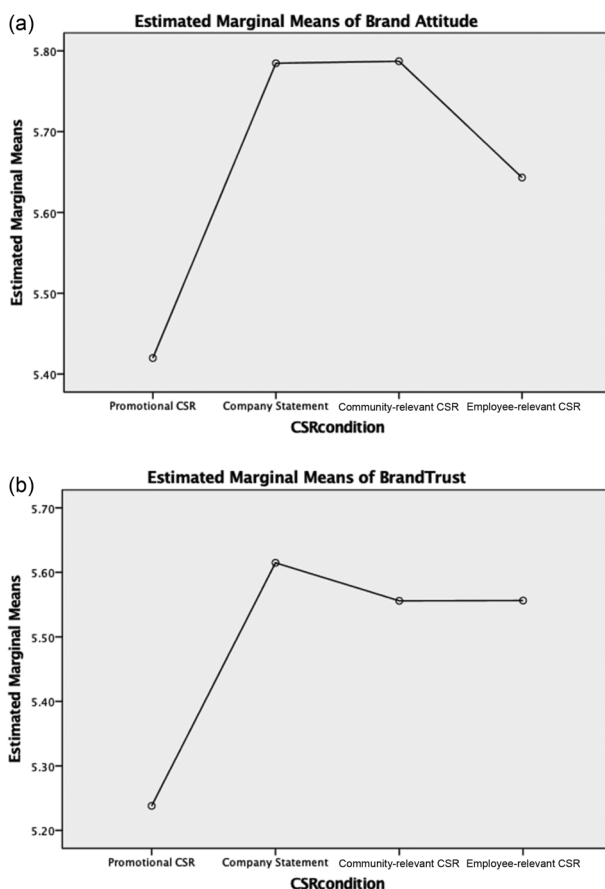 (a)
Estimated Marginal Means of Brand Attitude
Estimated Marginal Means
5.80
5.70
5.60
5.50
5.40
Promotional CSR Company Statement Community-relevant CSR Employee-relevant CSR
CSRcondition
(b)
Estimated Marginal Means of BrandTrust
Estimated Marginal Means
5.70
5.60
5.50
5.40
5.30
5.20
Promotional CSR Company Statement Community-relevant CSR Employee-relevant CSR
CSRcondition